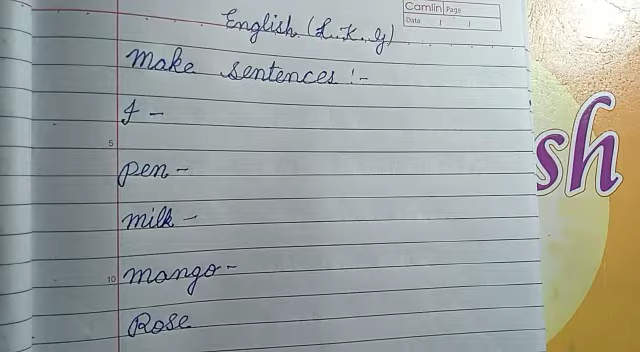 Camlin Page
Date / /
English (L.K.G)
Make sentences :-
I -
5
pen -
milk -
10 mango -
Rose
sh